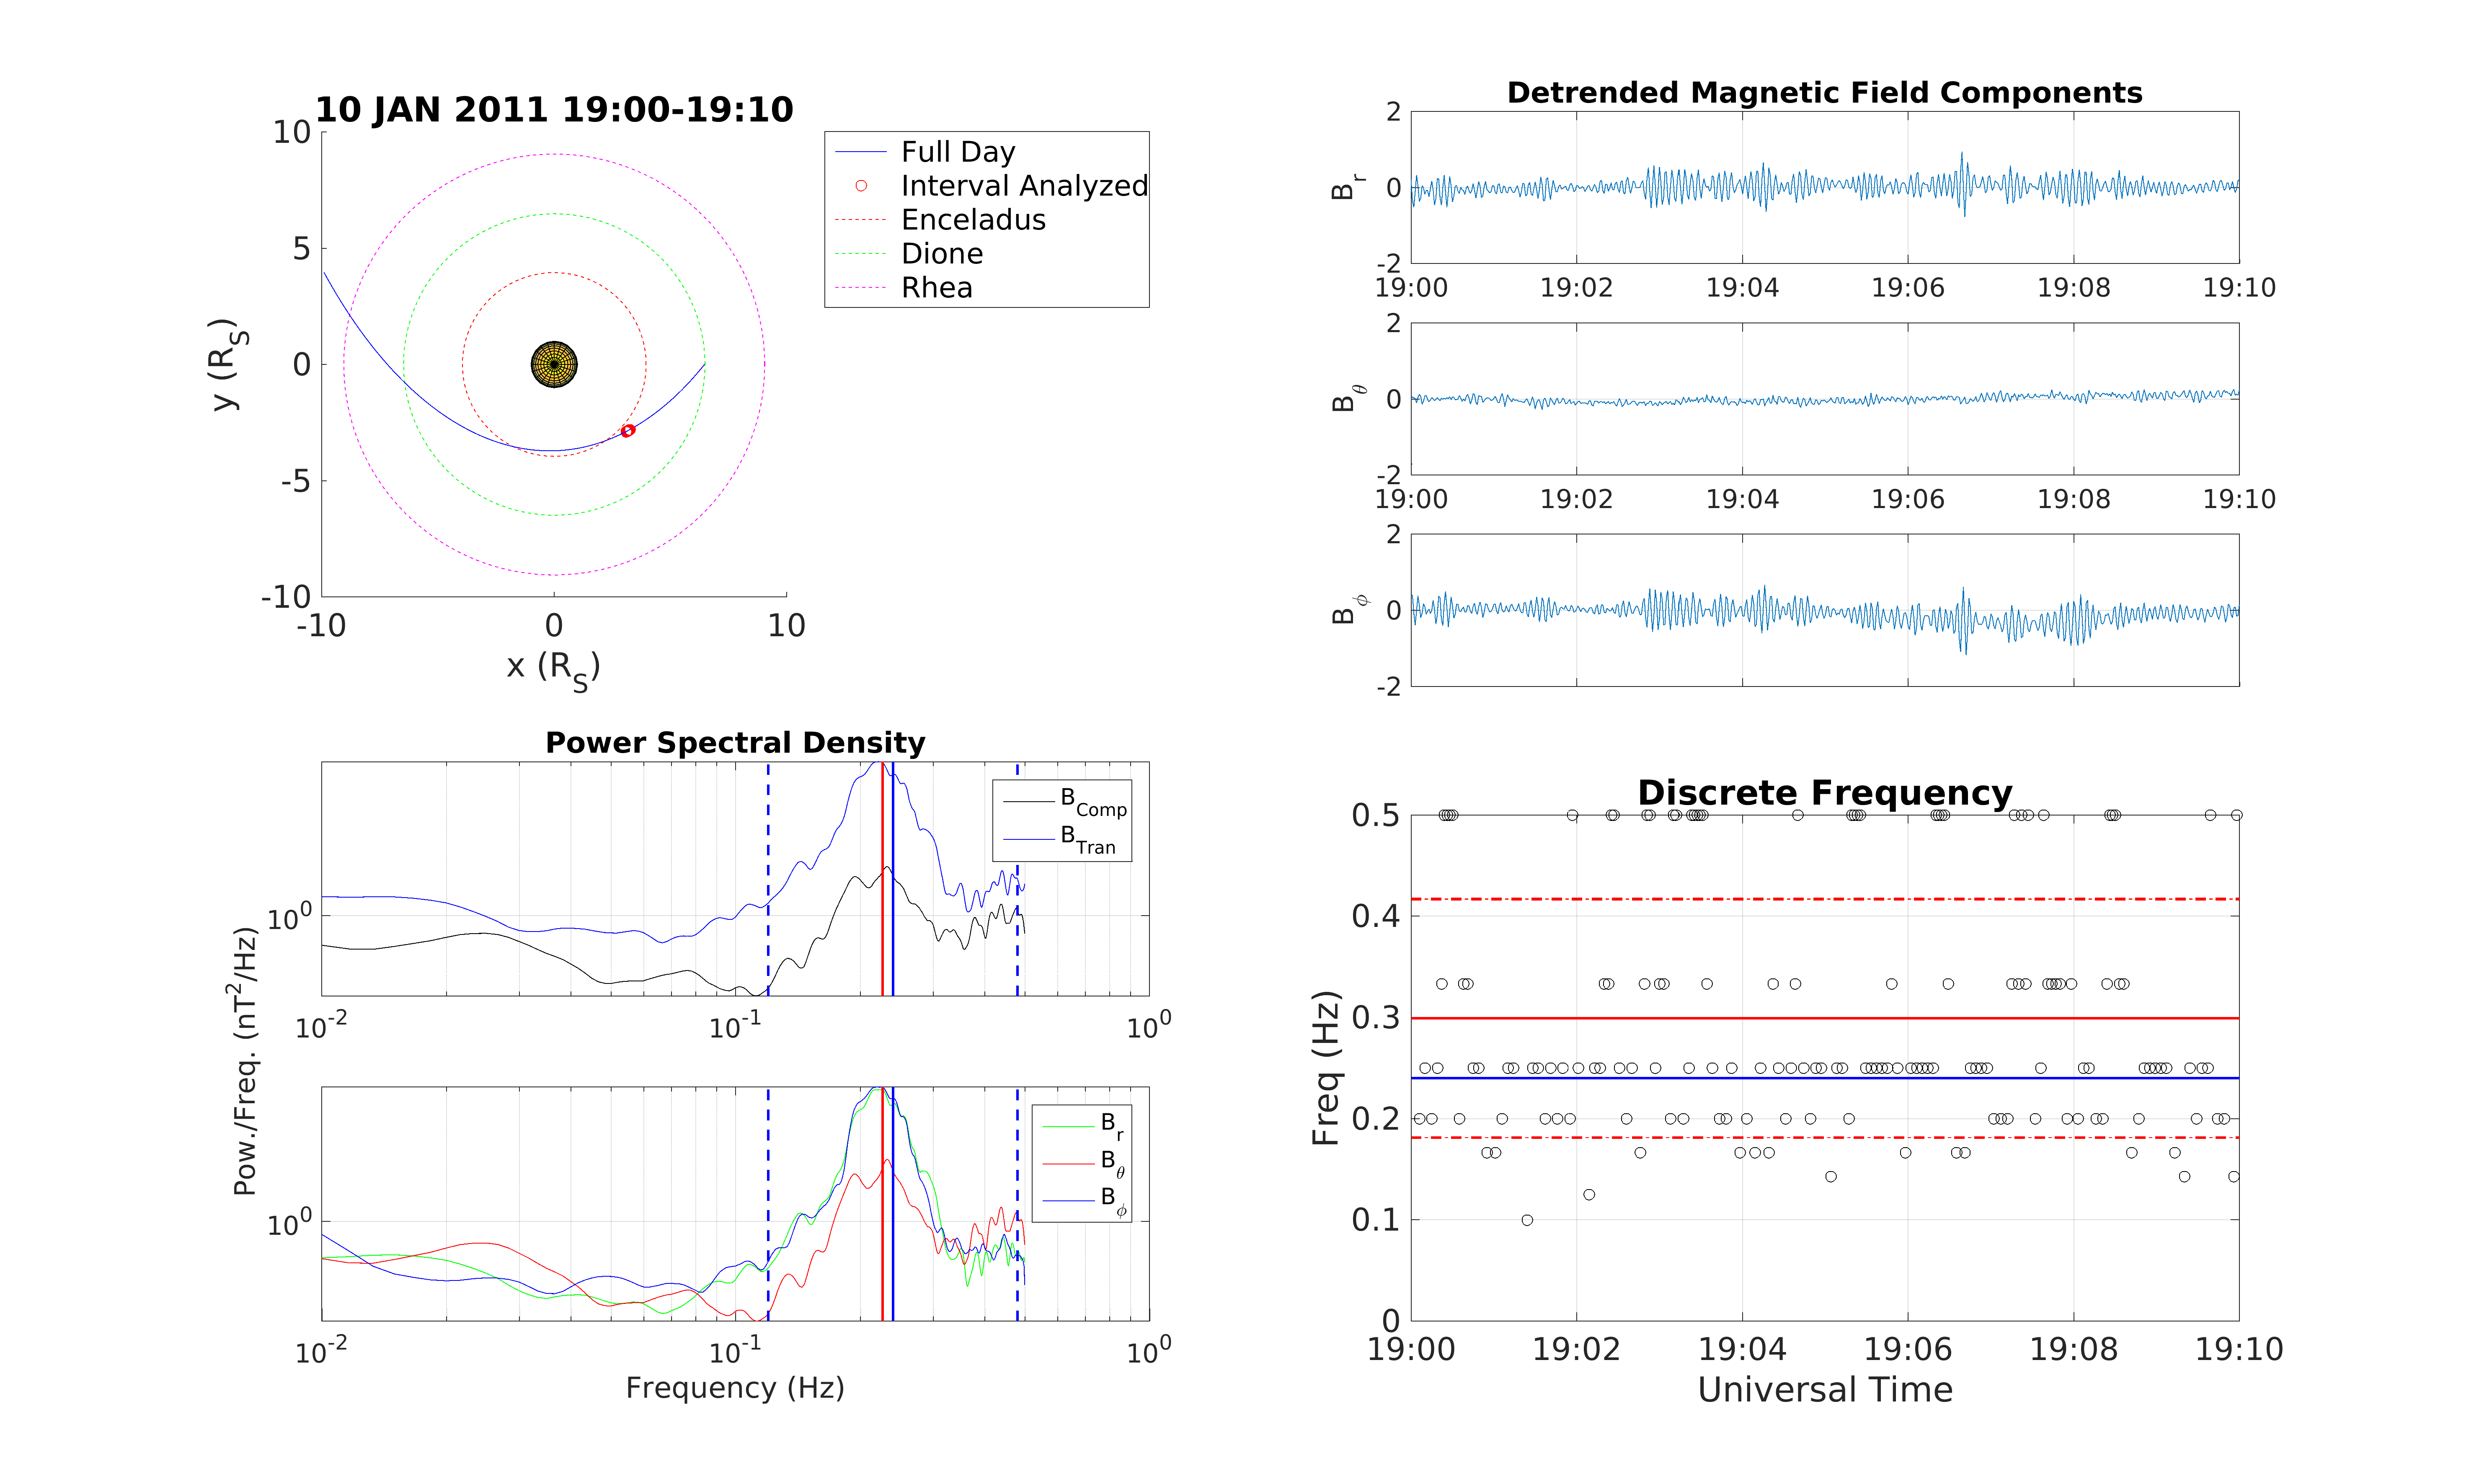 10 JAN 2011 19:00-19:10
10
5
0
-5
-10
-10 0 10
y (R_S)
x (R_S)
Full Day
Interval Analyzed
Enceladus
Dione
Rhea
Detrended Magnetic Field Components
2
0
-2
B_r
19:00 19:02 19:04 19:06 19:08 19:10
2
0
-2
B_θ
19:00 19:02 19:04 19:06 19:08 19:10
2
0
-2
B_ϕ
Power Spectral Density
10^0
B_Comp
B_Tran
10^-2 10^-1 10^0
Pow./Freq. (nT^2/Hz)
10^0
B_r
B_θ
B_ϕ
10^-2 10^-1 10^0
Frequency (Hz)
Discrete Frequency
0.5
0.4
0.3
0.2
0.1
0
Freq (Hz)
19:00 19:02 19:04 19:06 19:08 19:10
Universal Time